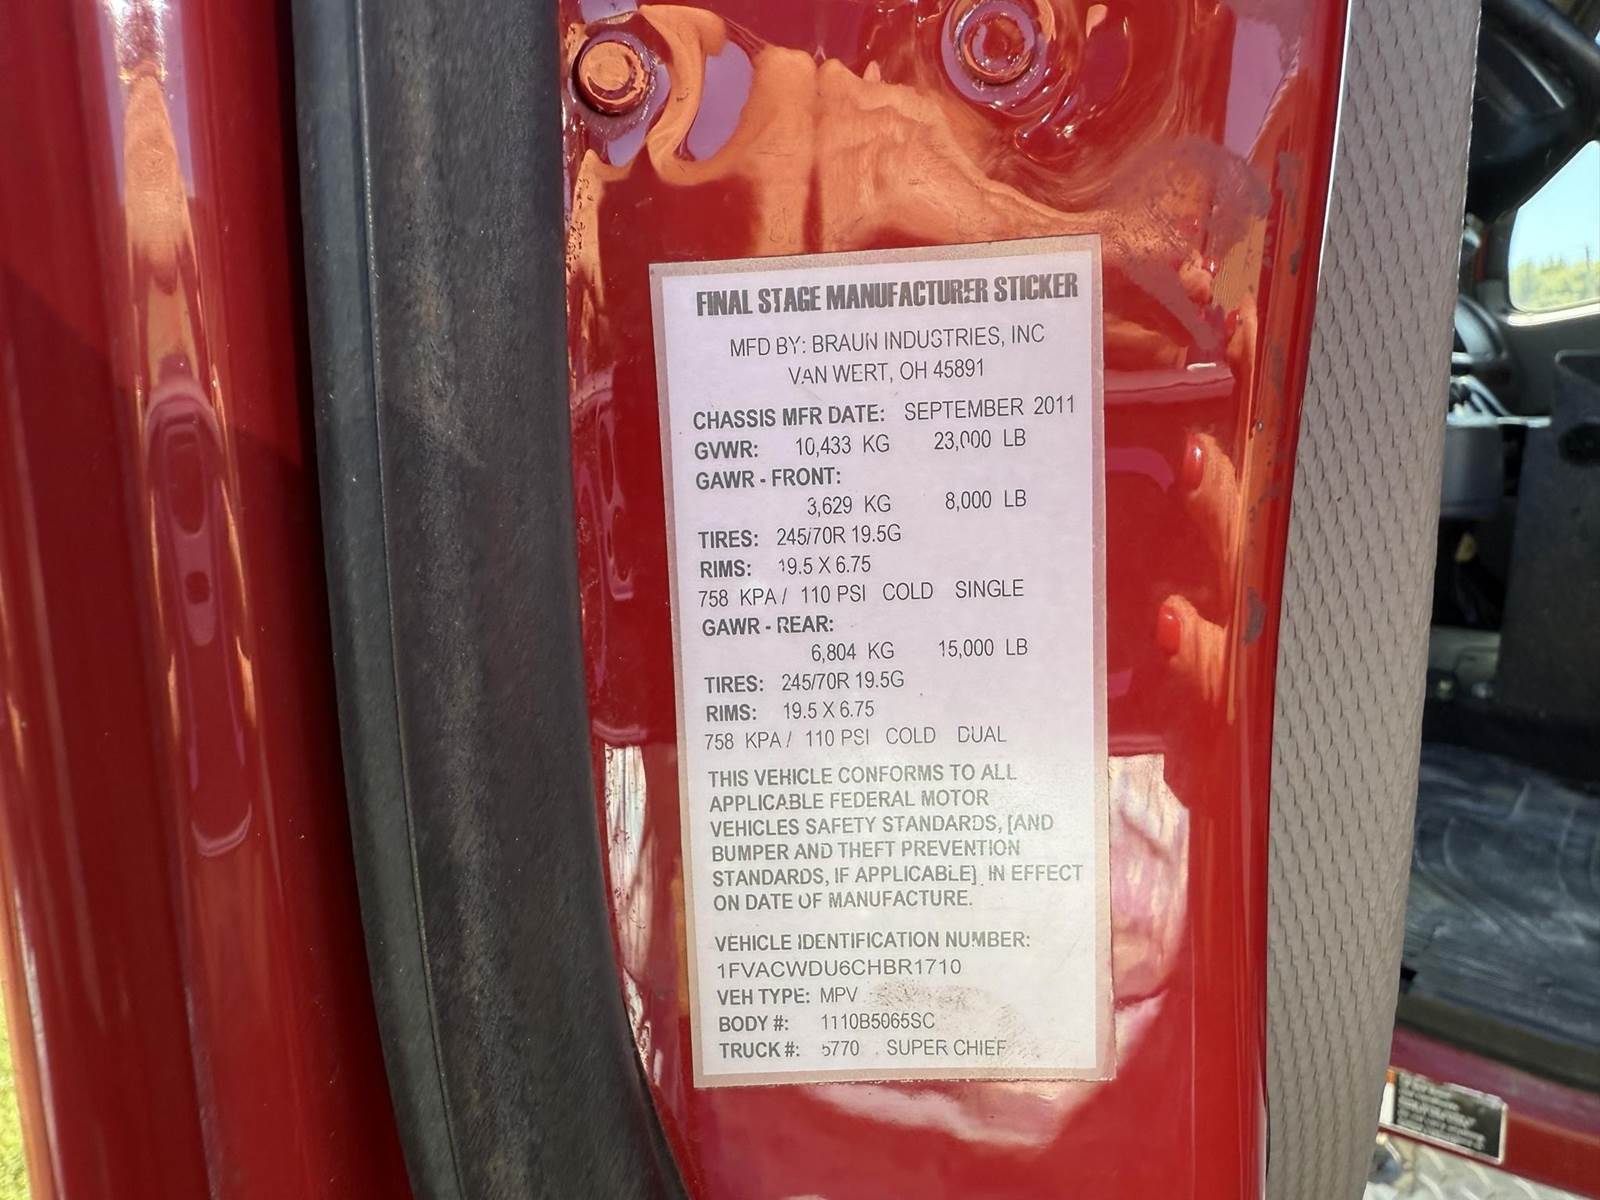 FINAL STAGE MANUFACTURER STICKER
MFD BY: BRAUN INDUSTRIES, INC
VAN WERT, OH 45891
CHASSIS MFR DATE: SEPTEMBER 2011
GVWR: 10,433 KG 23,000 LB
GAWR - FRONT:
3,629 KG 8,000 LB
TIRES: 245/70R 19.5G
RIMS: 19.5 X 6.75
758 KPA / 110 PSI COLD SINGLE
GAWR - REAR:
6,804 KG 15,000 LB
TIRES: 245/70R 19.5G
RIMS: 19.5 X 6.75
758 KPA / 110 PSI COLD DUAL
THIS VEHICLE CONFORMS TO ALL
APPLICABLE FEDERAL MOTOR
VEHICLES SAFETY STANDARDS, [AND
BUMPER AND THEFT PREVENTION
STANDARDS, IF APPLICABLE] IN EFFECT
ON DATE OF MANUFACTURE.
VEHICLE IDENTIFICATION NUMBER:
1FVACWDU6CHBR1710
VEH TYPE: MPV
BODY #: 1110B5065SC
TRUCK #: 5770 SUPER CHIEF